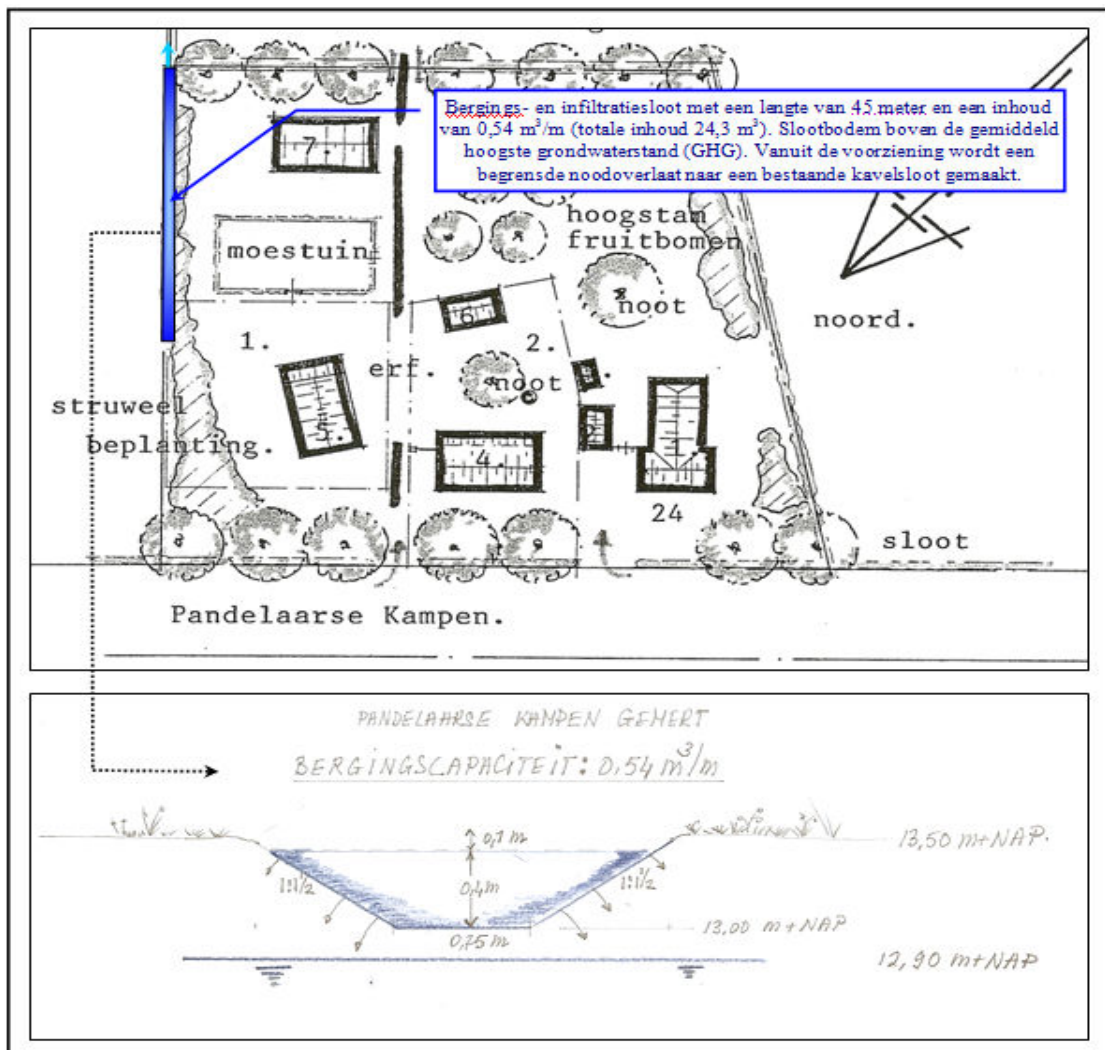 Bergings- en infiltratiesloot met een lengte van 45 meter en een inhoud
van 0,54 m³/m (totale inhoud 24,3 m³). Slootbodem boven de gemiddeld
hoogste grondwaterstand (GHG). Vanuit de voorziening wordt een
begrensde noodoverlaat naar een bestaande kavelsloot gemaakt.
7.
moestuin
hoogstam
fruitbomen
noot
noord.
6
1.
2.
erf.
noot
struweel
beplanting.
5.
4.
1.
24
sloot
Pandelaarse Kampen.
PANDELAARSE KAMPEN GEMERT
BERGINGSCAPACITEIT: 0,54 m³/m
0,1 m
13,50 m+NAP.
1:1½
0,4m
1:1½
0,75 m
13,00 m+NAP
12,90 m+NAP